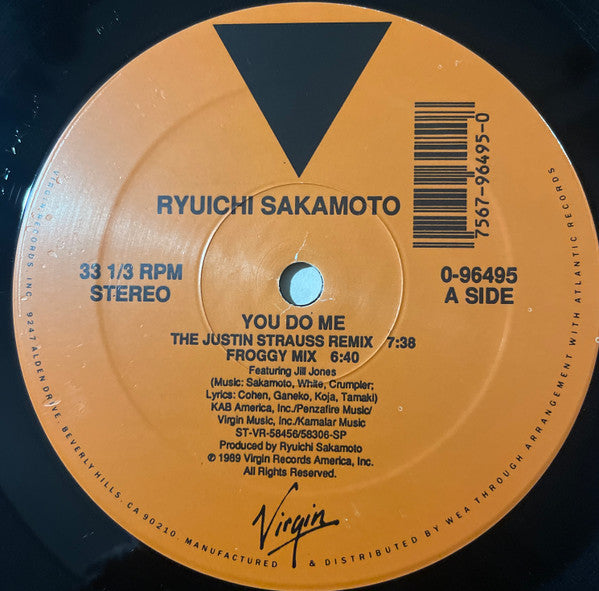 RYUICHI SAKAMOTO
7567-96495-0
33 1/3 RPM
STEREO
0-96495
A SIDE
YOU DO ME
THE JUSTIN STRAUSS REMIX 7:38
FROGGY MIX 6:40
Featuring Jill Jones
(Music: Sakamoto, White, Crumpler;
Lyrics: Cohen, Ganeko, Koja, Tamaki)
KAB America, Inc./Penzafire Music/
Virgin Music, Inc./Kamalar Music
ST-VR-58456/58306-SP
Produced by Ryuichi Sakamoto
℗ 1989 Virgin Records America, Inc.
All Rights Reserved.
Virgin
VIRGIN RECORDS INC. 9247 ALDEN DRIVE, BEVERLY HILLS, CA 90210. MANUFACTURED & DISTRIBUTED BY WEA THROUGH ARRANGEMENT WITH ATLANTIC RECORDS